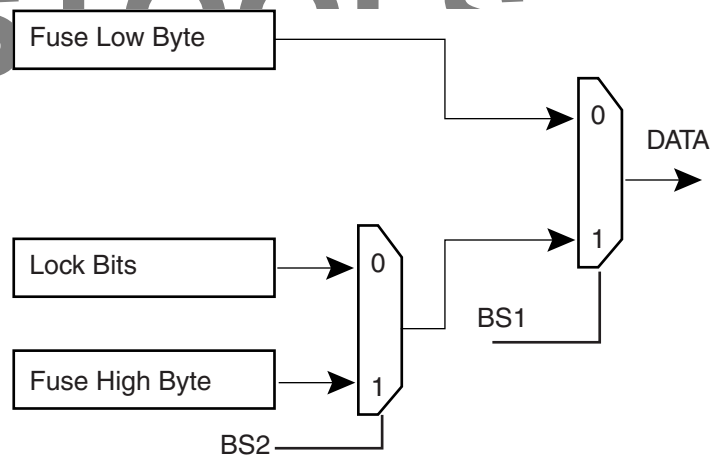 Fuse Low Byte
0
DATA
Lock Bits
0
1
BS1
Fuse High Byte
1
BS2